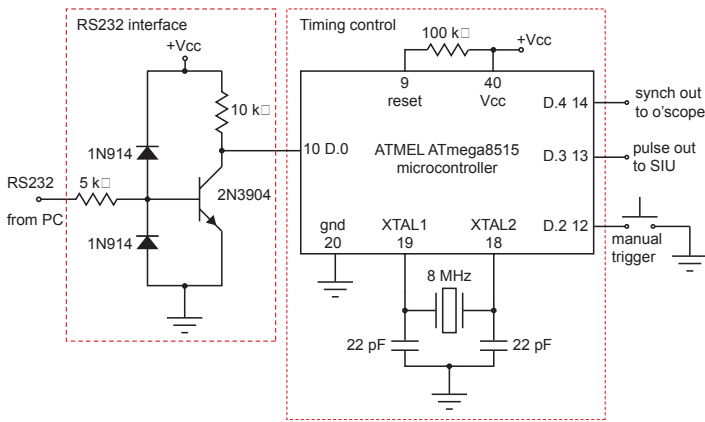 RS232 interface
+Vcc
10 k□
1N914
RS232
5 k□
from PC
2N3904
1N914
Timing control
100 k□
+Vcc
9
reset
40
Vcc
D.4 14
synch out
to o'scope
10 D.0
ATMEL ATmega8515
microcontroller
D.3 13
pulse out
to SIU
gnd
20
XTAL1
19
XTAL2
18
D.2 12
manual
trigger
8 MHz
22 pF
22 pF